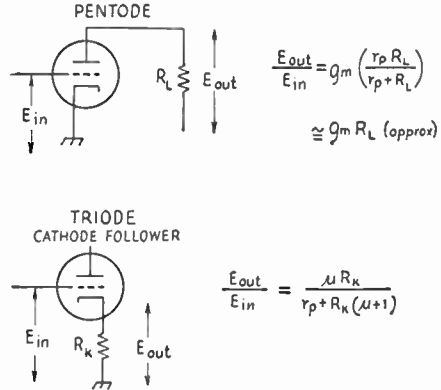 PENTODE
E_in
R_L
E_out
E_out/E_in = g_m (r_p R_L / r_p + R_L)
≅ g_m R_L (approx)
TRIODE
CATHODE FOLLOWER
E_in
R_K
E_out
E_out/E_in = μ R_K / r_p + R_K (μ+1)